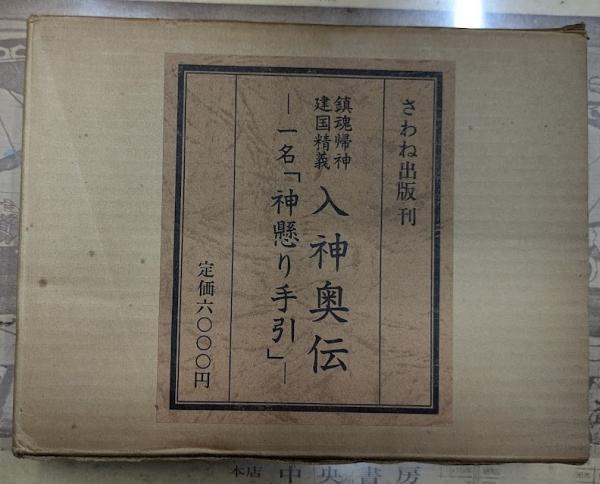 さわね出版 刊
鎮魂帰神
建国精義
入神奥伝
―一名「神懸り手引」―
定価六〇〇〇円
本店 中央書房